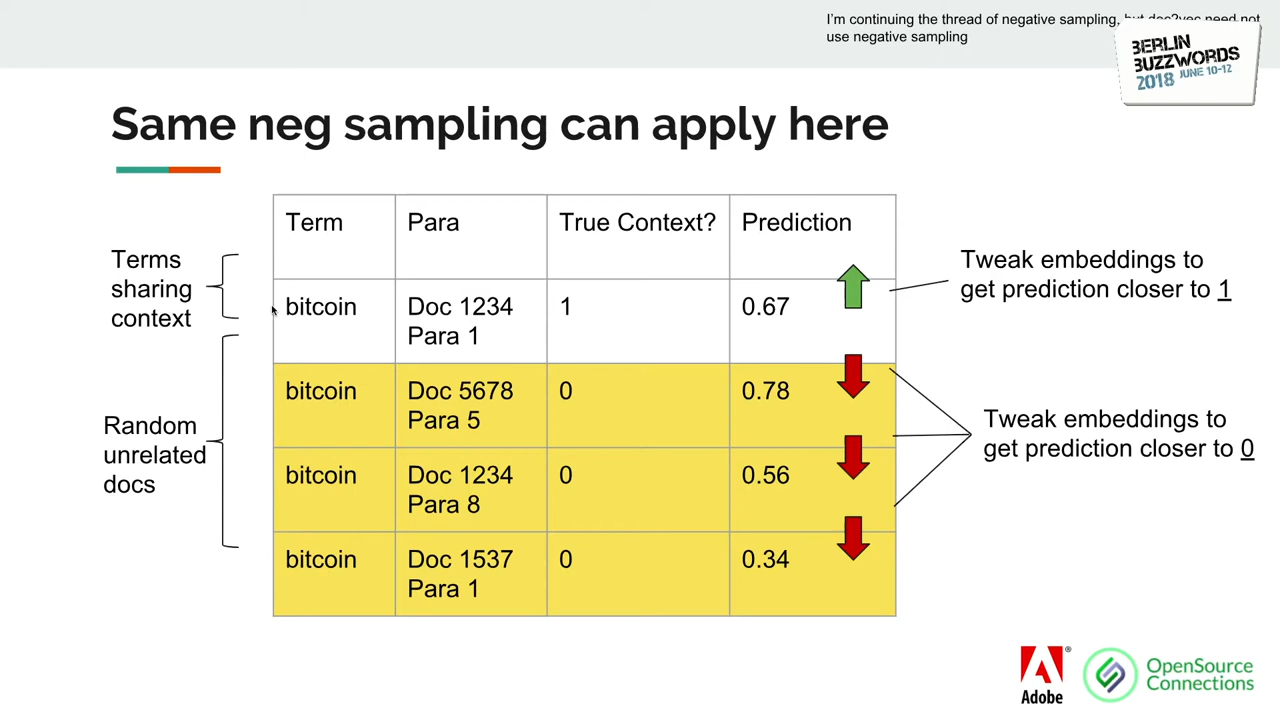 I'm continuing the thread of negative sampling, but doc2vec need not
use negative sampling
BERLIN
BUZZWORDS
2018 JUNE 10-12
Same neg sampling can apply here
Term Para True Context? Prediction
Terms
sharing
context
bitcoin Doc 1234 1 0.67
Para 1
Tweak embeddings to
get prediction closer to 1
Random
unrelated
docs
bitcoin Doc 5678 0 0.78
Para 5
bitcoin Doc 1234 0 0.56
Para 8
bitcoin Doc 1537 0 0.34
Para 1
Tweak embeddings to
get prediction closer to 0
Adobe
OpenSource
Connections